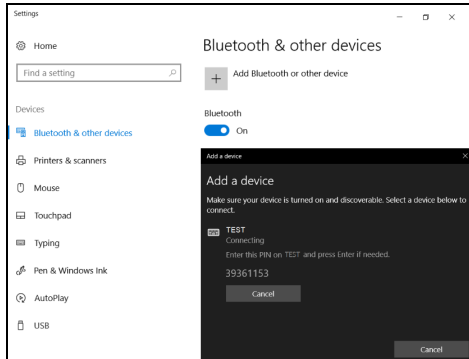 Settings
Home
Find a setting
Devices
Bluetooth & other devices
Printers & scanners
Mouse
Touchpad
Typing
Pen & Windows Ink
AutoPlay
USB
Bluetooth & other devices
Add Bluetooth or other device
Bluetooth
On
Add a device
Add a device
Make sure your device is turned on and discoverable. Select a device below to
connect.
TEST
Connecting
Enter this PIN on TEST and press Enter if needed.
39361153
Cancel
Cancel